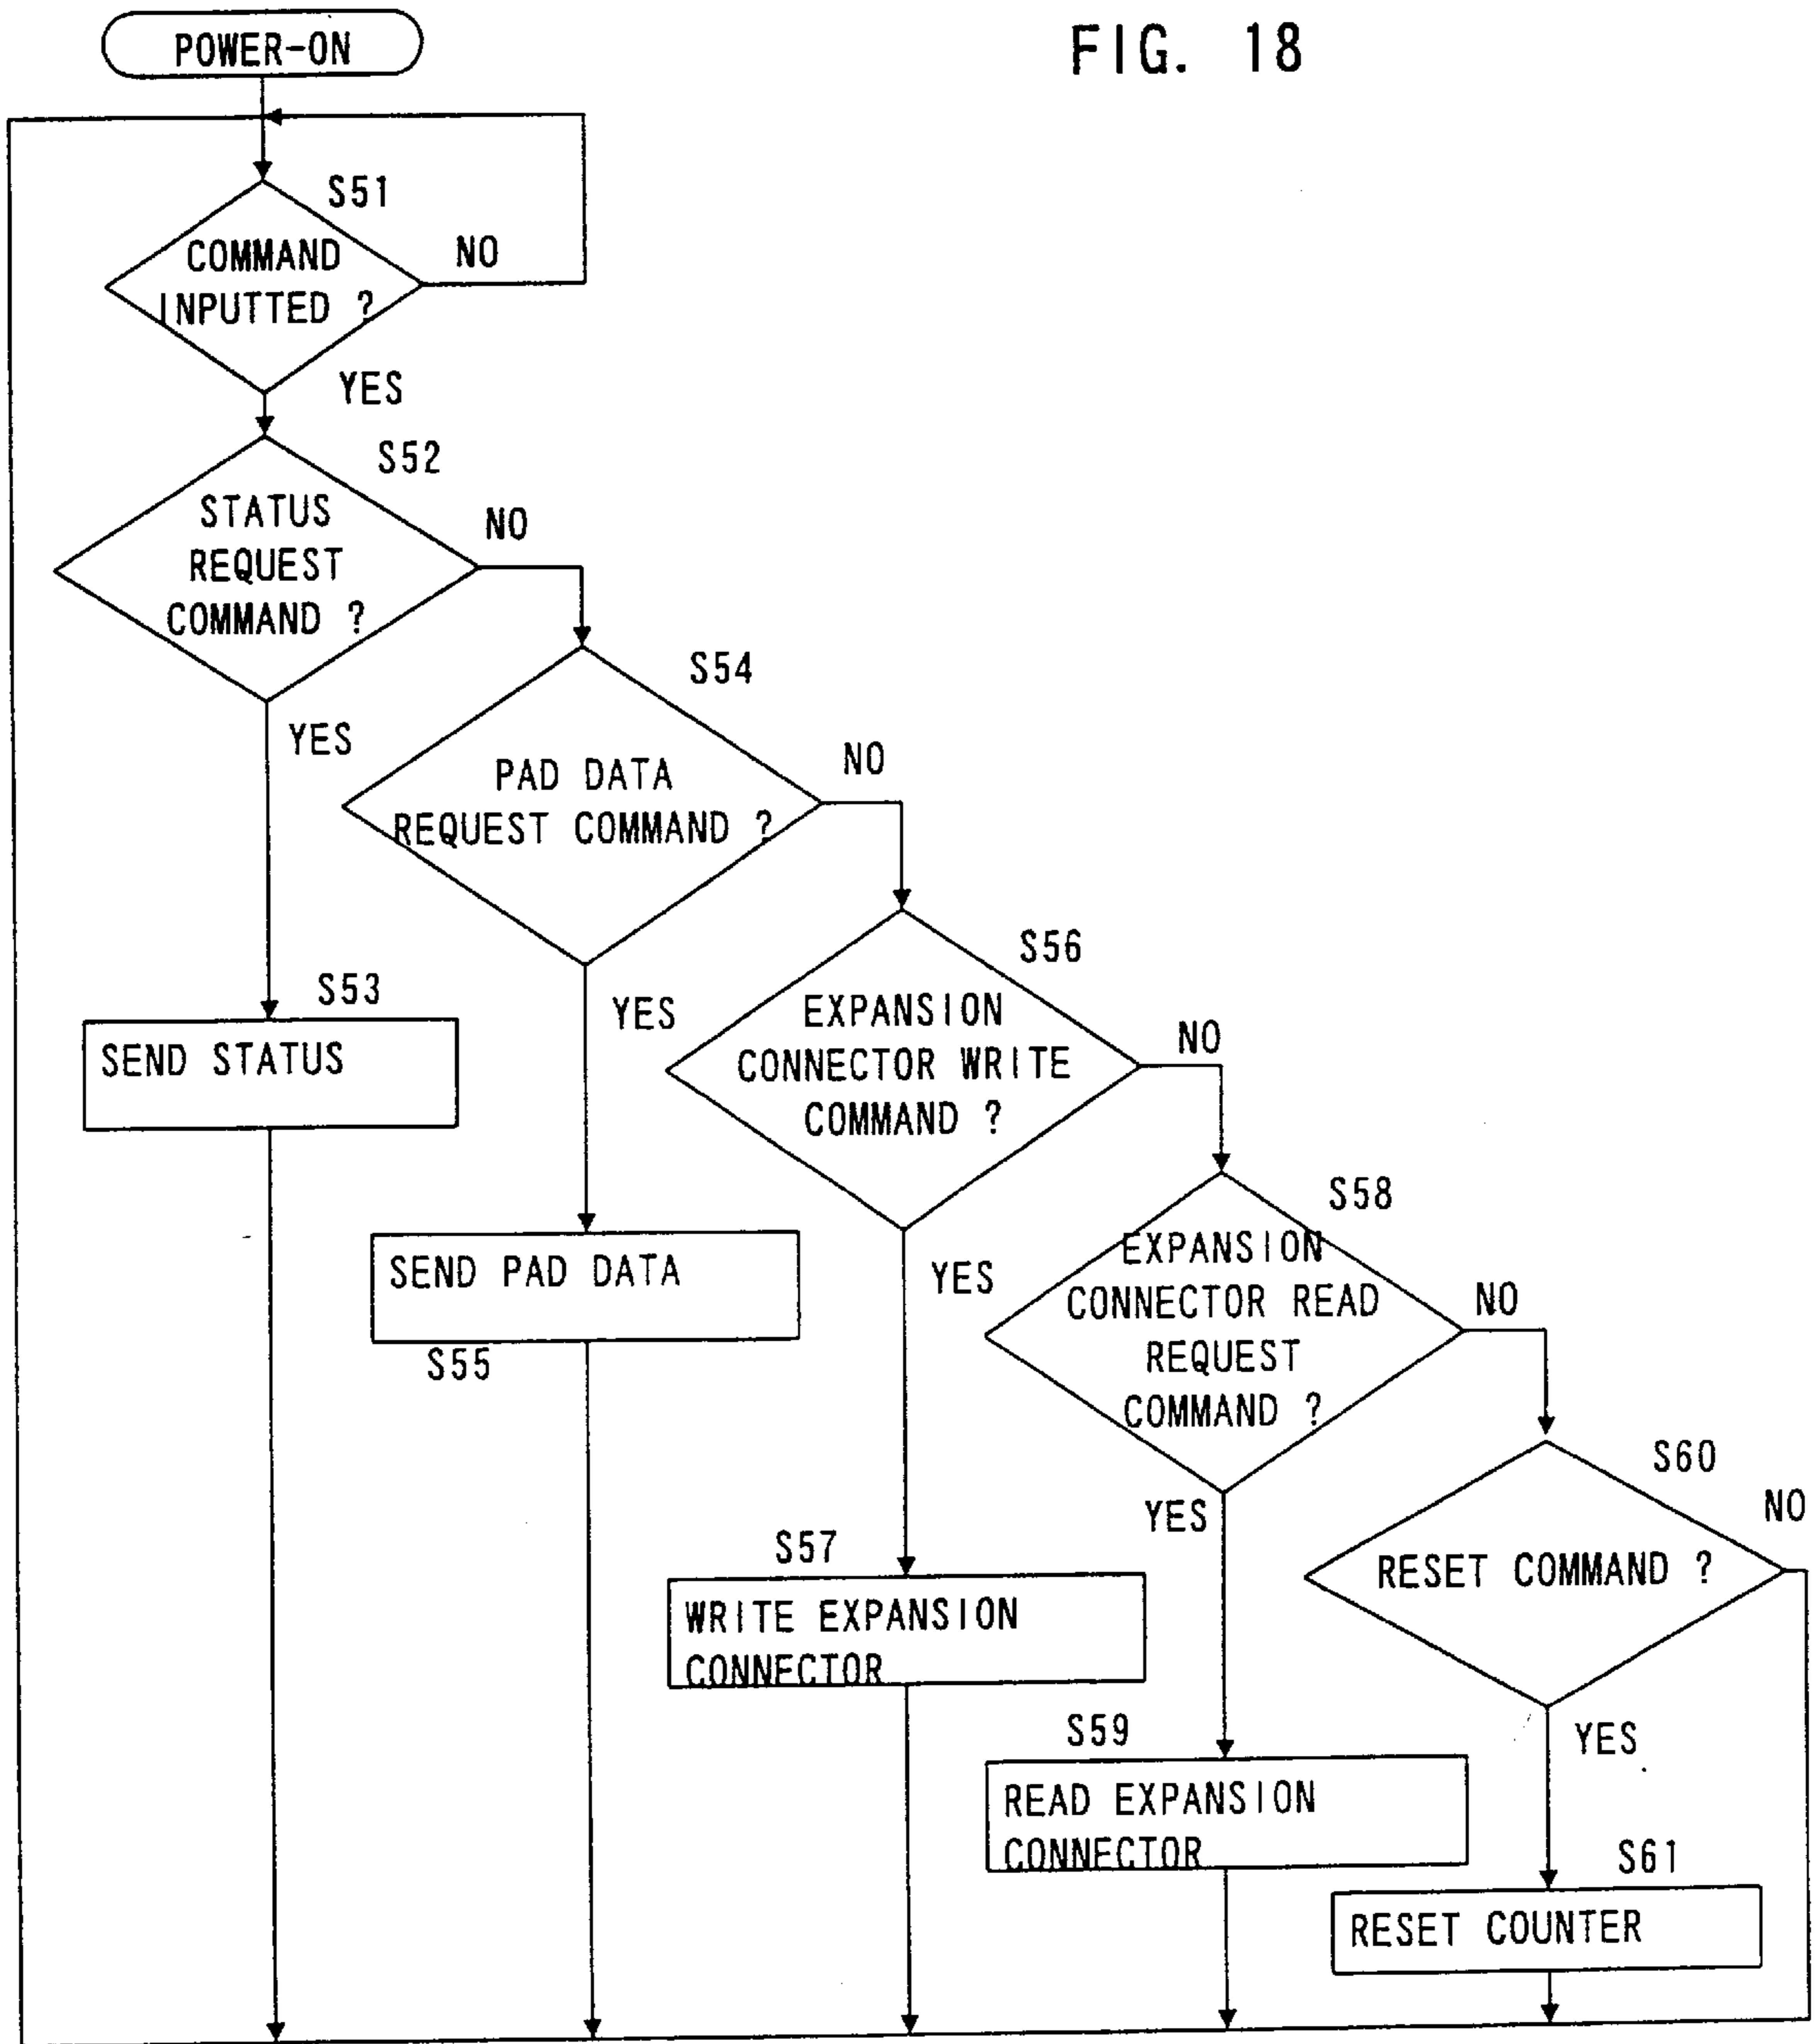 FIG. 18
POWER-ON
S51
COMMAND
INPUTTED ?
NO
YES
S52
STATUS
REQUEST
COMMAND ?
NO
YES
S53
SEND STATUS
S54
PAD DATA
REQUEST COMMAND ?
NO
YES
SEND PAD DATA
S55
S56
EXPANSION
CONNECTOR WRITE
COMMAND ?
NO
YES
S57
WRITE EXPANSION
CONNECTOR
S58
EXPANSION
CONNECTOR READ
REQUEST
COMMAND ?
NO
YES
S59
READ EXPANSION
CONNECTOR
S60
RESET COMMAND ?
NO
YES
S61
RESET COUNTER